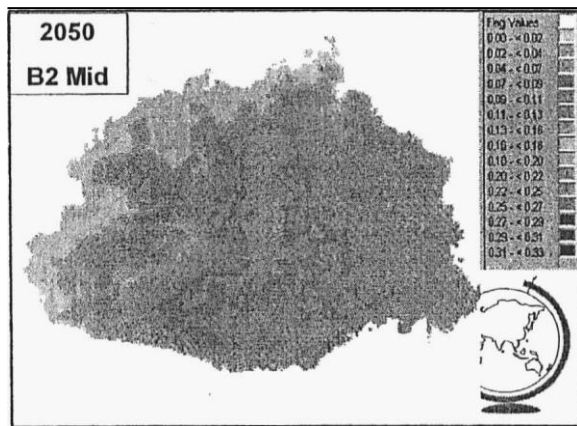 2050
B2 Mid
Values
0.00 - < 0.02
0.02 - < 0.04
0.04 - < 0.07
0.07 - < 0.09
0.09 - < 0.11
0.11 - < 0.13
0.13 - < 0.16
0.16 - < 0.18
0.18 - < 0.20
0.20 - < 0.22
0.22 - < 0.25
0.25 - < 0.27
0.27 - < 0.29
0.29 - < 0.31
0.31 - < 0.33